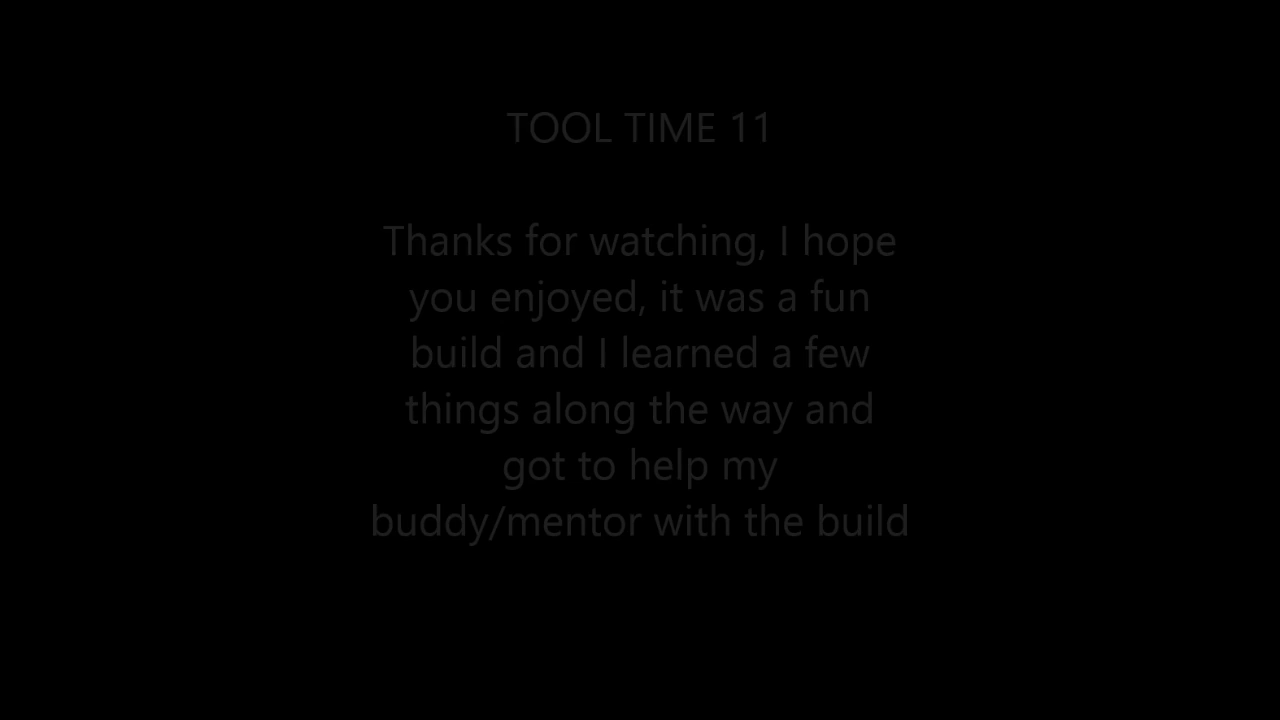 TOOL TIME 11
Thanks for watching, I hope
you enjoyed, it was a fun
build and I learned a few
things along the way and
got to help my
buddy/mentor with the build